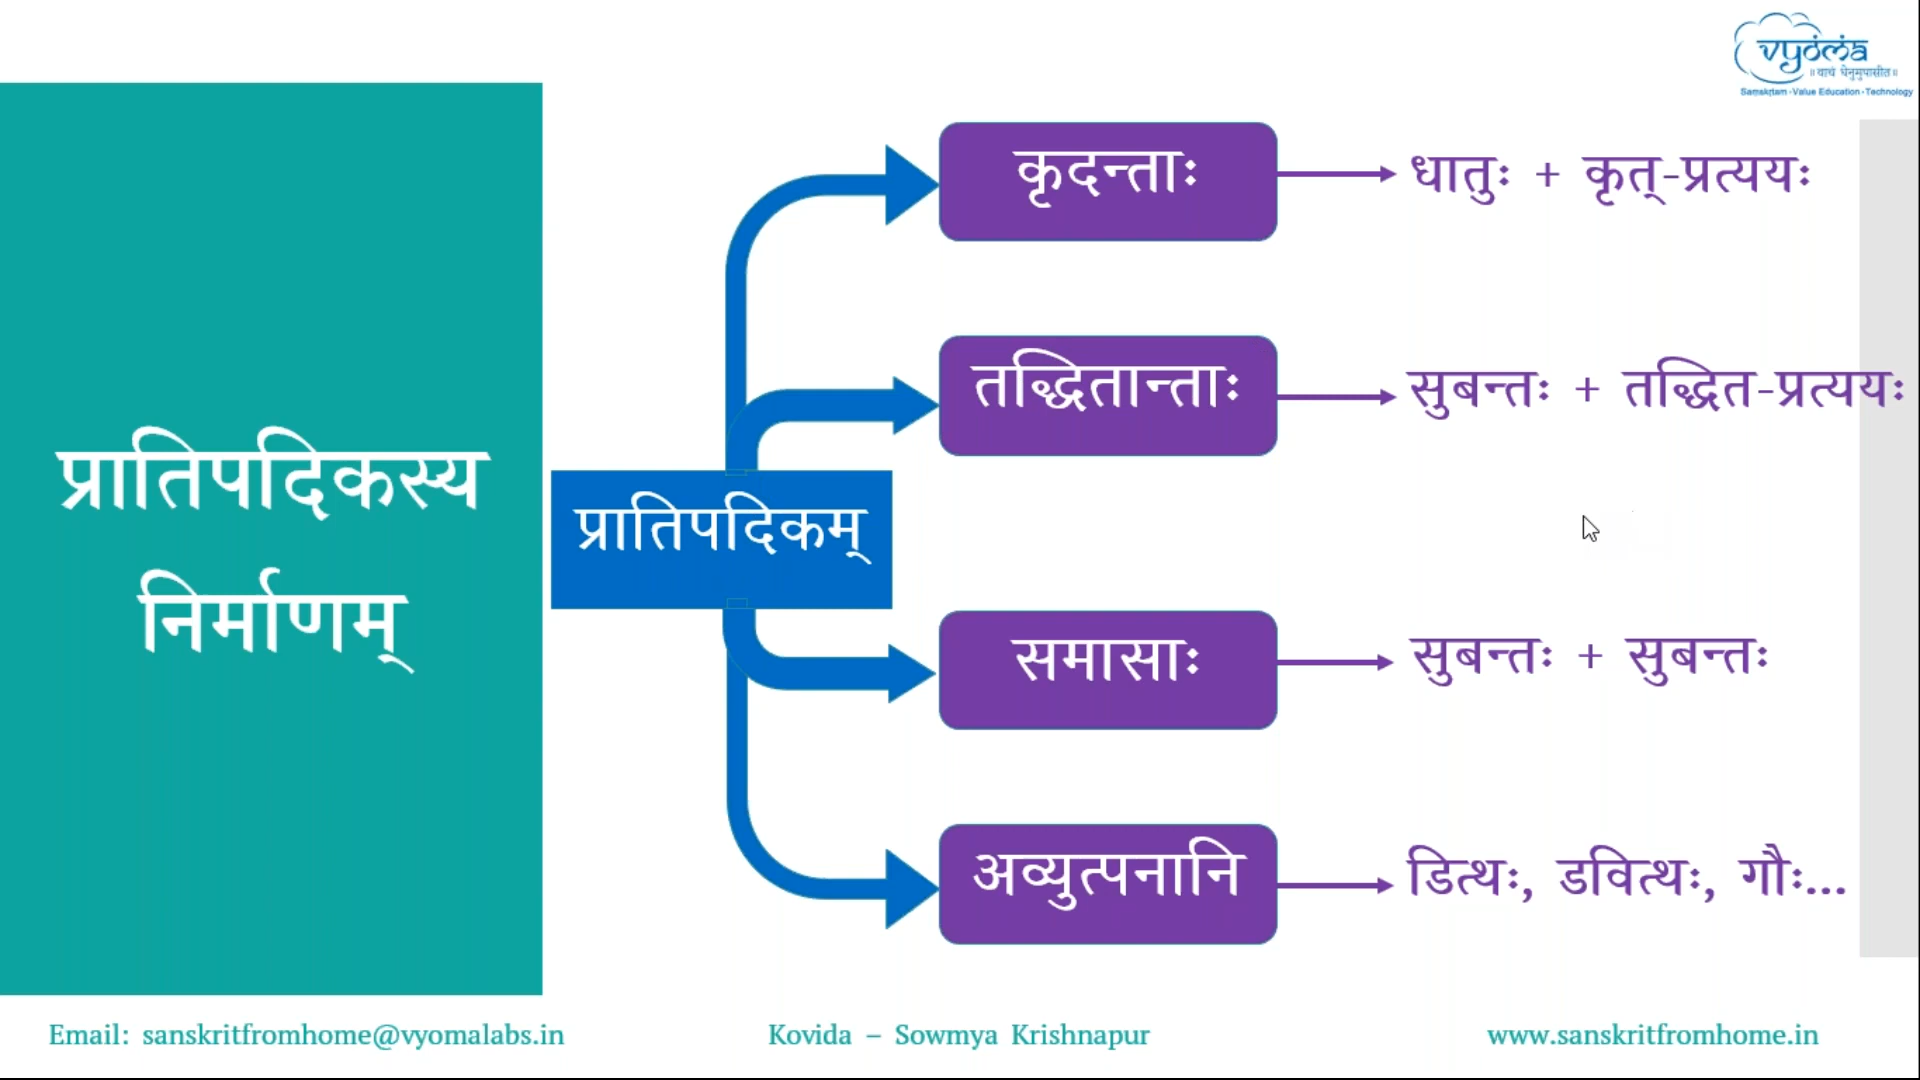 vyoma
॥ वाचं धेनुमुपासीत॥
Samskṛtam - Value Education - Technology
प्रातिपदिकस्य
निर्माणम्
प्रातिपदिकम्
कृदन्ताः
धातुः + कृत्-प्रत्ययः
तद्धितान्ताः
सुबन्तः + तद्धित-प्रत्ययः
समासाः
सुबन्तः + सुबन्तः
अव्युत्पनानि
डित्थः, डवित्थः, गौः...
Email: sanskritfromhome@vyomalabs.in
Kovida – Sowmya Krishnapur
www.sanskritfromhome.in